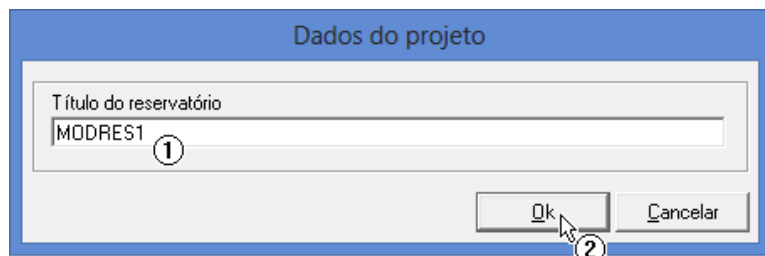 Dados do projeto
Título do reservatório
MODRES1
①
Ok Cancelar
②